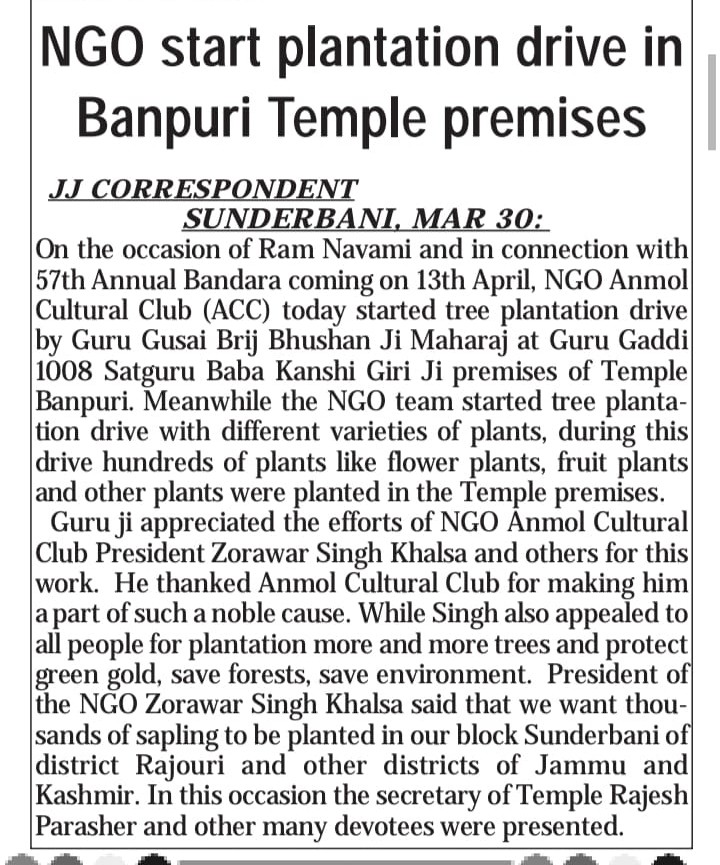 NGO start plantation drive in
Banpuri Temple premises
JJ CORRESPONDENT
SUNDERBANI, MAR 30:
On the occasion of Ram Navami and in connection with
57th Annual Bandara coming on 13th April, NGO Anmol
Cultural Club (ACC) today started tree plantation drive
by Guru Gusai Brij Bhushan Ji Maharaj at Guru Gaddi
1008 Satguru Baba Kanshi Giri Ji premises of Temple
Banpuri. Meanwhile the NGO team started tree planta-
tion drive with different varieties of plants, during this
drive hundreds of plants like flower plants, fruit plants
and other plants were planted in the Temple premises.
Guru ji appreciated the efforts of NGO Anmol Cultural
Club President Zorawar Singh Khalsa and others for this
work. He thanked Anmol Cultural Club for making him
a part of such a noble cause. While Singh also appealed to
all people for plantation more and more trees and protect
green gold, save forests, save environment. President of
the NGO Zorawar Singh Khalsa said that we want thou-
sands of sapling to be planted in our block Sunderbani of
district Rajouri and other districts of Jammu and
Kashmir. In this occasion the secretary of Temple Rajesh
Parasher and other many devotees were presented.